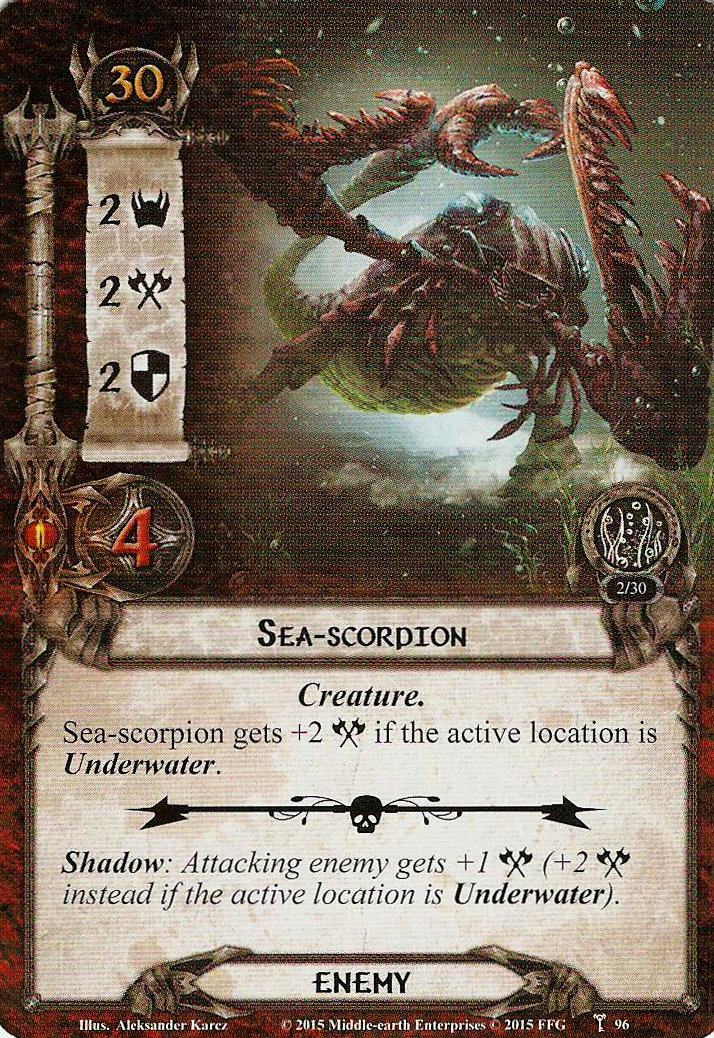 30
2
2
2
4
2/30
SEA-SCORPION
Creature.
Sea-scorpion gets +2 if the active location is
Underwater.
Shadow: Attacking enemy gets +1 (+2
instead if the active location is Underwater).
ENEMY
Illus. Aleksander Karcz © 2015 Middle-earth Enterprises © 2015 FFG 96